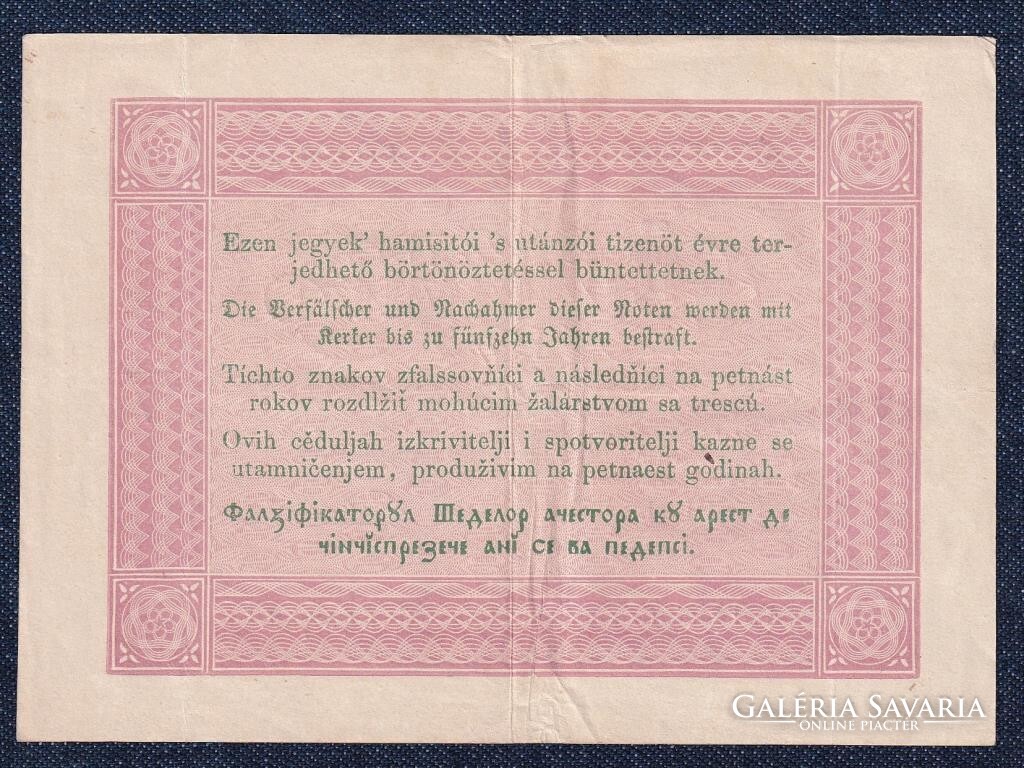 Ezen jegyek' hamisitói 's utánzói tizenöt évre ter-
jedhető börtönöztetéssel büntettetnek.
Die Verfälscher und Nachahmer dieser Noten werden mit
Kerker bis zu fünfzehn Jahren bestraft.
Tíchto znakov zfalssovňíci a následňíci na petnást
rokov rozdlžiť mohúcim žalárstvom sa trescú.
Ovih cěduljah izkrivitelji i spotvoritelji kazne se
utamničenjem, produživim na petnaest godinah.
Фалзіфікаторꙋл Шеделор ачестора кꙋ арест де
чінчіспрезече ані се ва педепсі.
GALÉRIA SAVARIA
ONLINE PIACTÉR